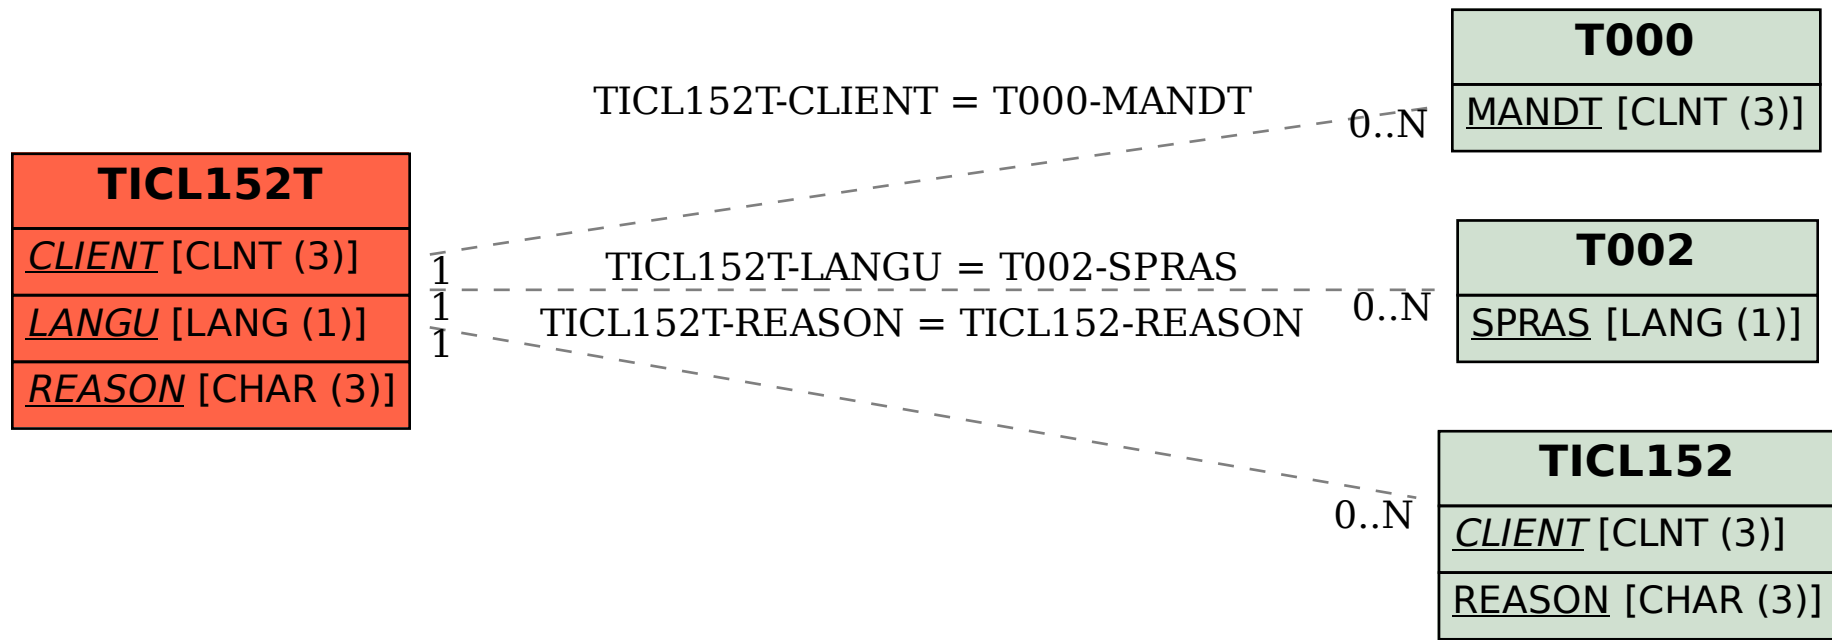 TICL152T
CLIENT [CLNT (3)]
LANGU [LANG (1)]
REASON [CHAR (3)]
TICL152T-CLIENT = T000-MANDT
0..N
1
TICL152T-LANGU = T002-SPRAS
0..N
1
TICL152T-REASON = TICL152-REASON
0..N
1
T000
MANDT [CLNT (3)]
T002
SPRAS [LANG (1)]
TICL152
CLIENT [CLNT (3)]
REASON [CHAR (3)]